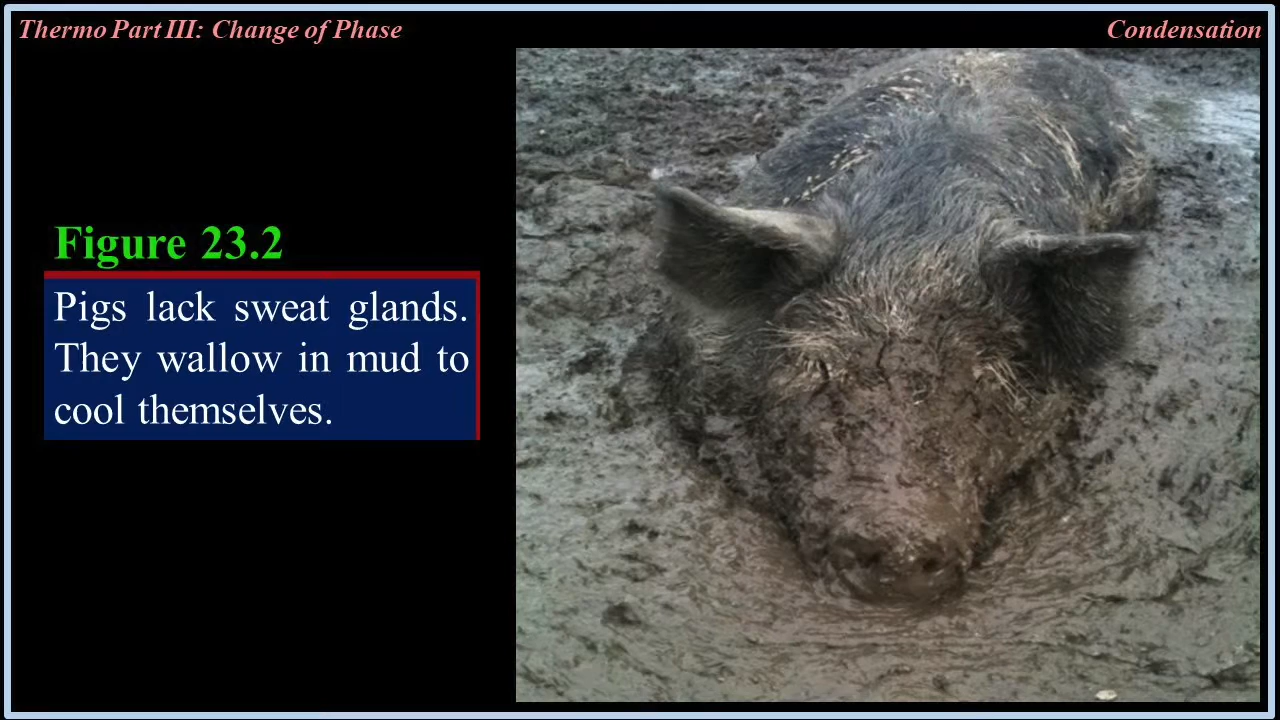 Thermo Part III: Change of Phase
Condensation
Figure 23.2
Pigs lack sweat glands.
They wallow in mud to
cool themselves.